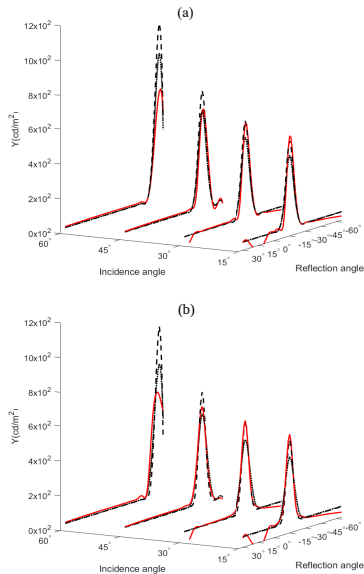 (a)
12x10²
10x10²
8x10²
6x10²
4x10²
2x10²
0x10²
Y(cd/m²)
60°
45°
30°
15°
Incidence angle
30°
15°
0°
-15°
-30°
-45°
-60°
Reflection angle
(b)
12x10²
10x10²
8x10²
6x10²
4x10²
2x10²
0x10²
Y(cd/m²)
60°
45°
30°
15°
Incidence angle
30°
15°
0°
-15°
-30°
-45°
-60°
Reflection angle